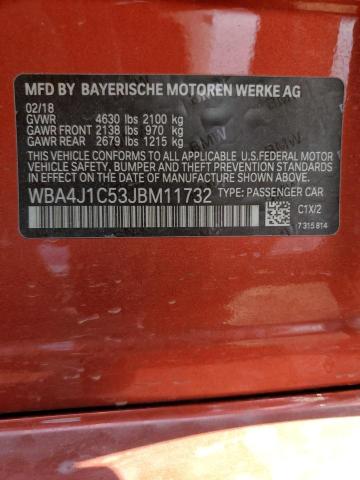 MFD BY BAYERISCHE MOTOREN WERKE AG
02/18
GVWR 4630 lbs 2100 kg
GAWR FRONT 2138 lbs 970 kg
GAWR REAR 2679 lbs 1215 kg
THIS VEHICLE CONFORMS TO ALL APPLICABLE
U.S.FEDERAL MOTOR VEHICLE SAFETY, BUMPER,
AND THEFT PREVENTION STANDARDS IN EFFECT
ON THE DATE OF MANUFACTURE SHOWN ABOVE.
WBA4J1C53JBM11732 TYPE: PASSENGER CAR
C1X/2
7 315 814